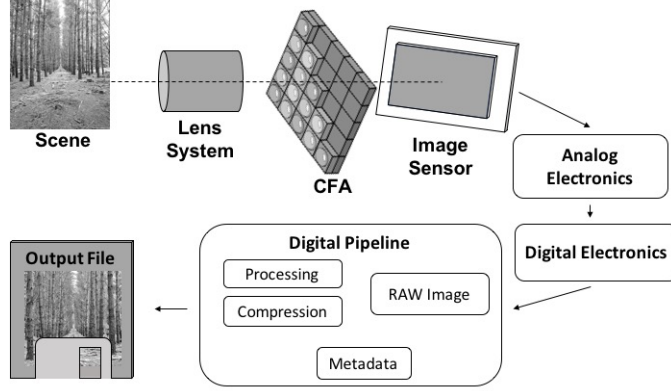 Scene
Lens
System
CFA
Image
Sensor
Analog
Electronics
Digital Electronics
Digital Pipeline
Processing
Compression
RAW Image
Metadata
Output File